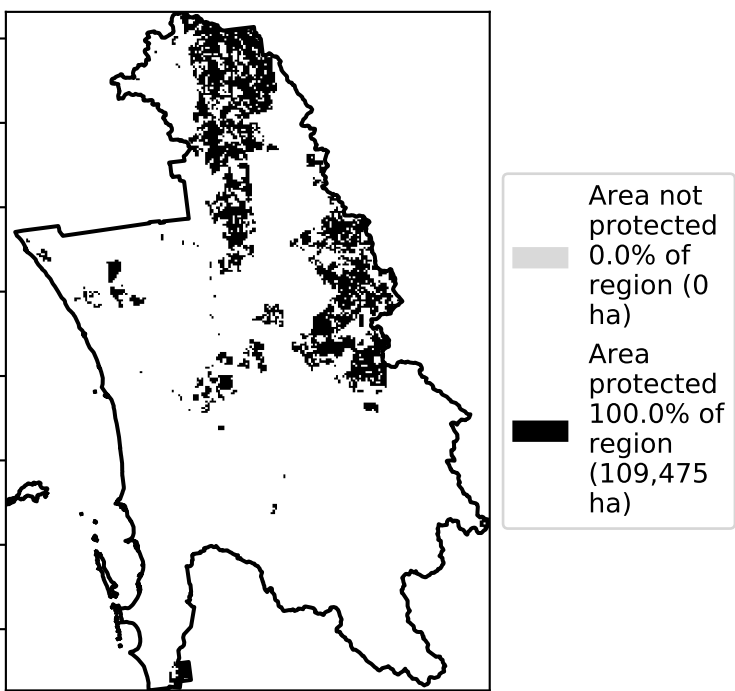 Area not
protected
0.0% of
region (0
ha)
Area
protected
100.0% of
region
(109,475
ha)